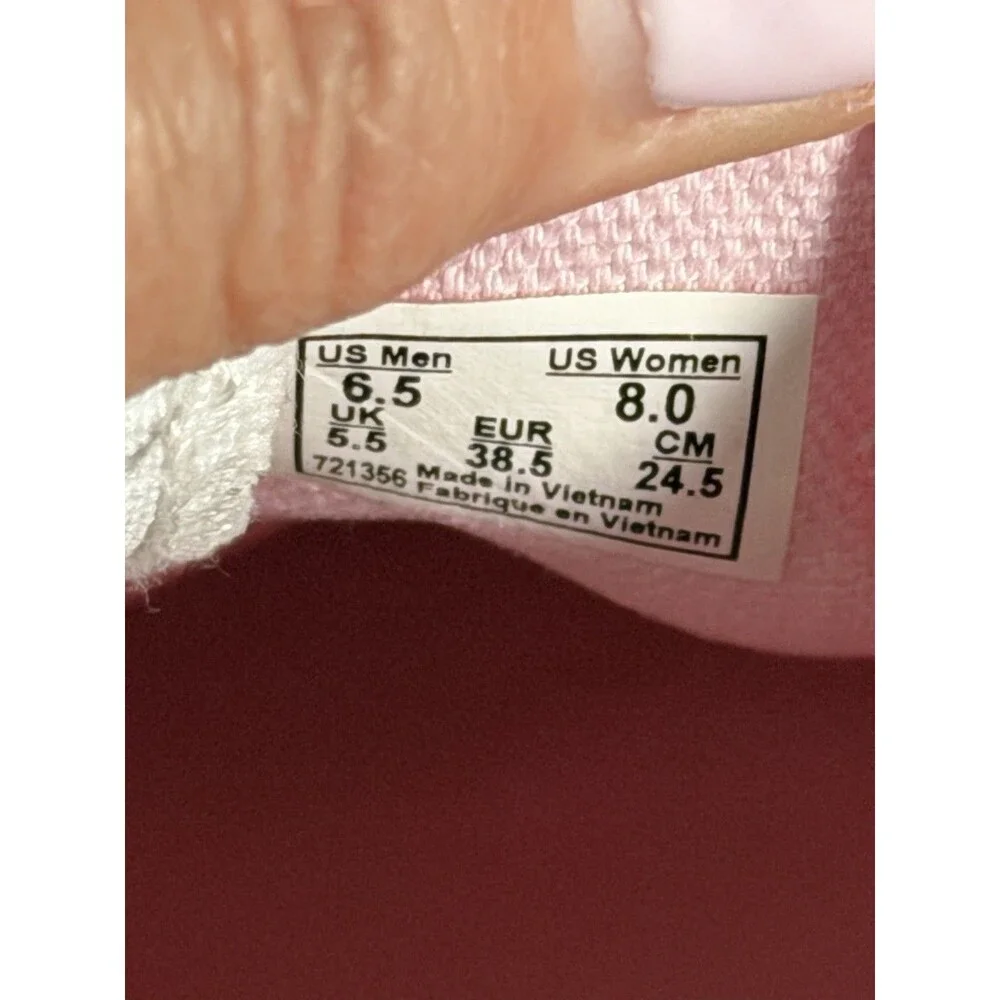 US Men US Women
6.5 8.0
UK EUR CM
5.5 38.5 24.5
721356 Made in Vietnam
Fabrique en Vietnam